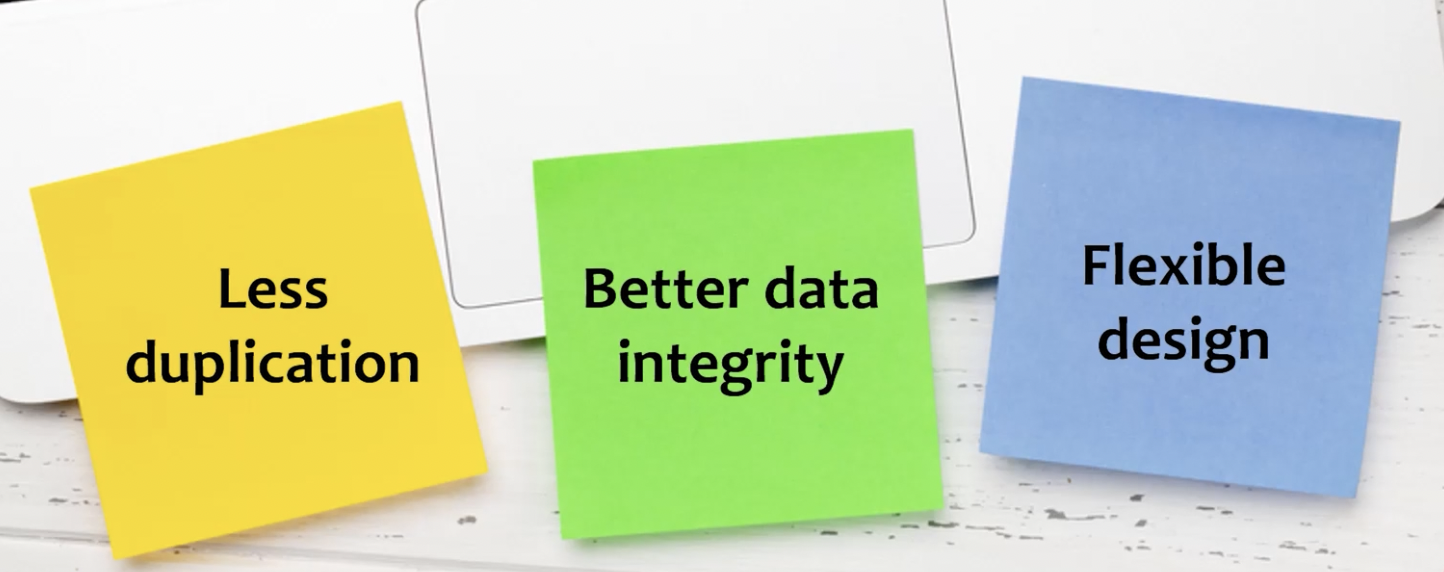 Less
duplication
Better data
integrity
Flexible
design